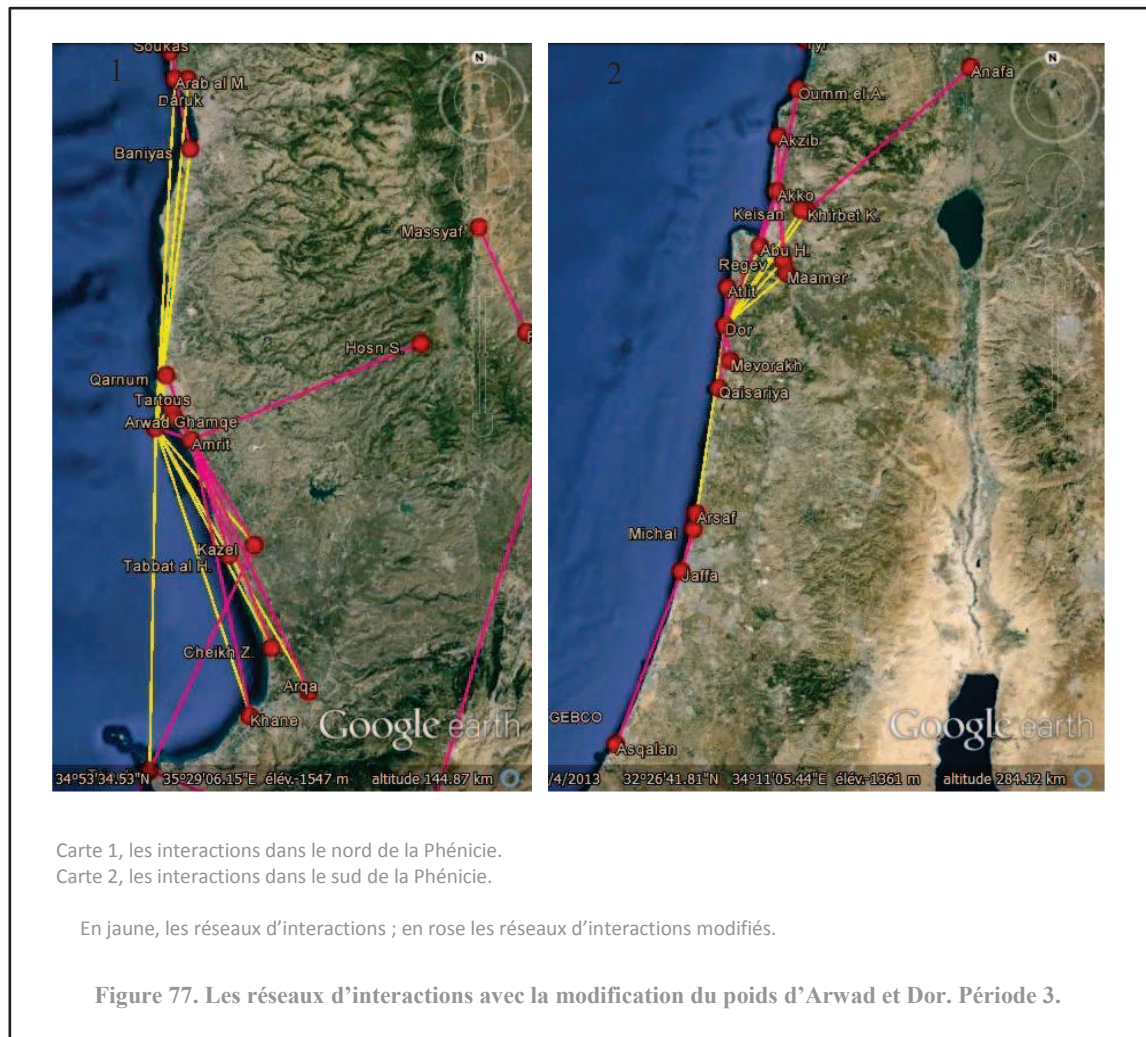 1
Soukas
Arab al M.
Daruk
Baniyas
Massyaf
Hosn S.
Qarnum
Tartous
Arwad Ghamqe
Amrit
Kazel
Tabbat al H.
Cheikh Z.
Arqa
Khane
Google earth
34°53'34.53"N 35°29'06.15"E élév.-1547 m altitude 144.87 km
N
2
Tyr
Anafa
Oumm el A.
Akzib
Akko
Keisan
Khirbet K.
Abu H.
Regev
Maamer
Atlit
Dor
Mevorakh
Qaisariya
Arsaf
Michal
Jaffa
GEBCO
Asqalan
Google earth
/4/2013 32°26'41.81"N 34°11'05.44"E élév.-1361 m altitude 284.12 km
N
Carte 1, les interactions dans le nord de la Phénicie.
Carte 2, les interactions dans le sud de la Phénicie.
En jaune, les réseaux d'interactions ; en rose les réseaux d'interactions modifiés.
Figure 77. Les réseaux d'interactions avec la modification du poids d'Arwad et Dor. Période 3.